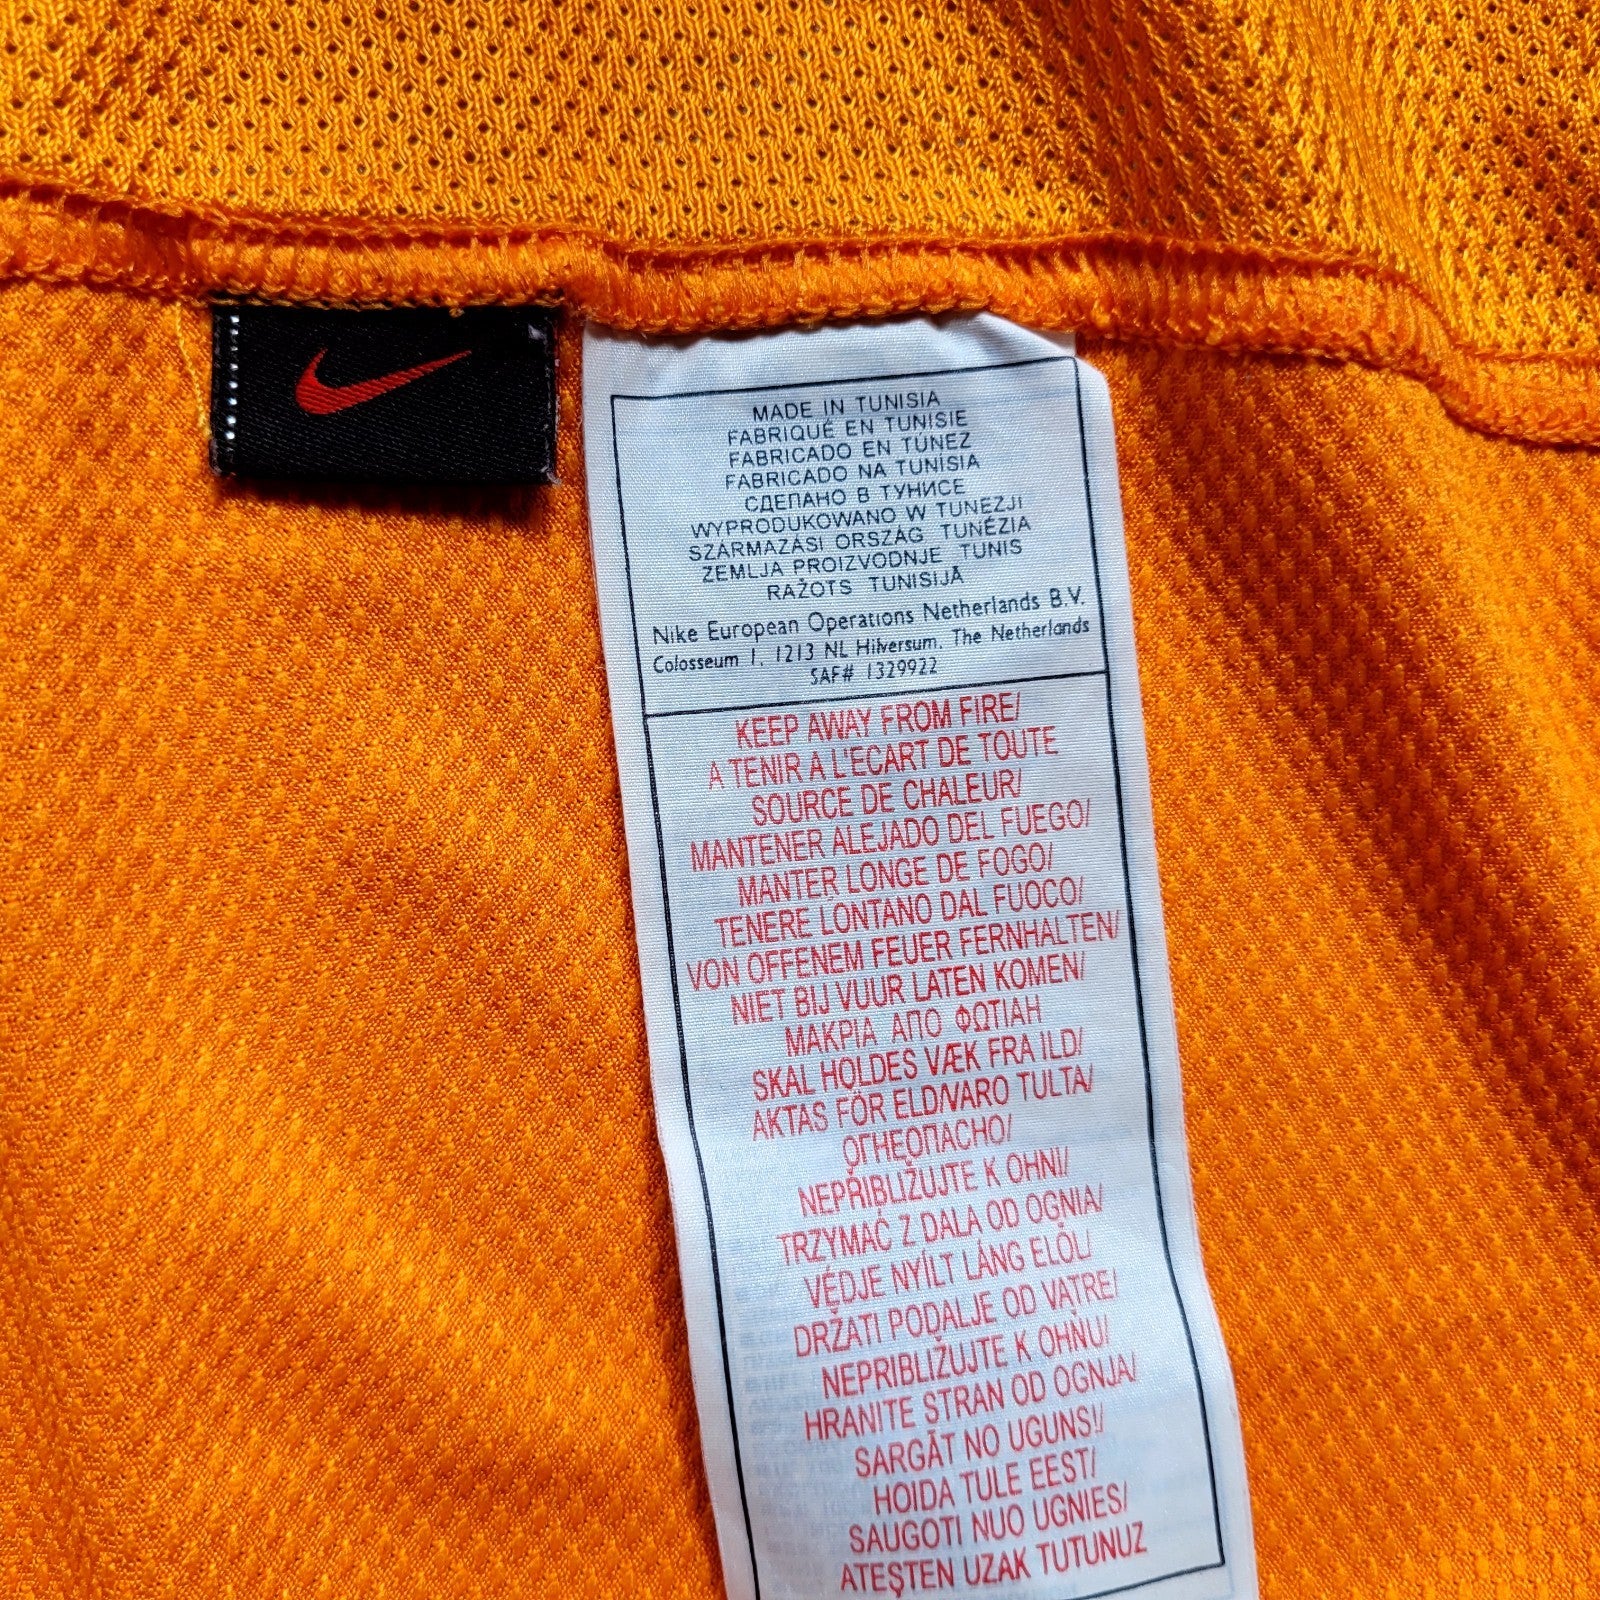 MADE IN TUNISIA
FABRIQUÉ EN TUNISIE
FABRICADO EN TÚNEZ
FABRICADO NA TUNISIA
СДЕПАНО В ТУНИСЕ
WYPRODUKOWANO W TUNEZJI
SZARMAZÁSI ORSZÁG TUNÉZIA
ZEMLJA PROIZVODNJE TUNIS
RAŽOTS TUNISIJĀ
Nike European Operations Netherlands B.V.
Colosseum 1, 1213 NL Hilversum, The Netherlands
SAF# 1329922
KEEP AWAY FROM FIRE/
A TENIR A L'ECART DE TOUTE
SOURCE DE CHALEUR/
MANTENER ALEJADO DEL FUEGO/
MANTER LONGE DE FOGO/
TENERE LONTANO DAL FUOCO/
VON OFFENEM FEUER FERNHALTEN/
NIET BIJ VUUR LATEN KOMEN/
ΜΑΚΡΙΑ ΑΠΟ ΦΩΤΙΑΗ
SKAL HOLDES VÆK FRA ILD/
AKTAS FÖR ELD/VARO TULTA/
ОГНЕОПАСНО/
NEPŘIBLIŽUJTE K OHNI/
TRZYMAĆ Z DALA OD OGNIA/
VÉDJE NYÍLT LÁNG ELŐL/
DRŽATI PODALJE OD VATRE/
NEPRIBLIŽUJTE K OHŇU/
HRANITE STRAN OD OGNJA/
SARGĀT NO UGUNS!/
HOIDA TULE EEST/
SAUGOTI NUO UGNIES/
ATEŞTEN UZAK TUTUNUZ